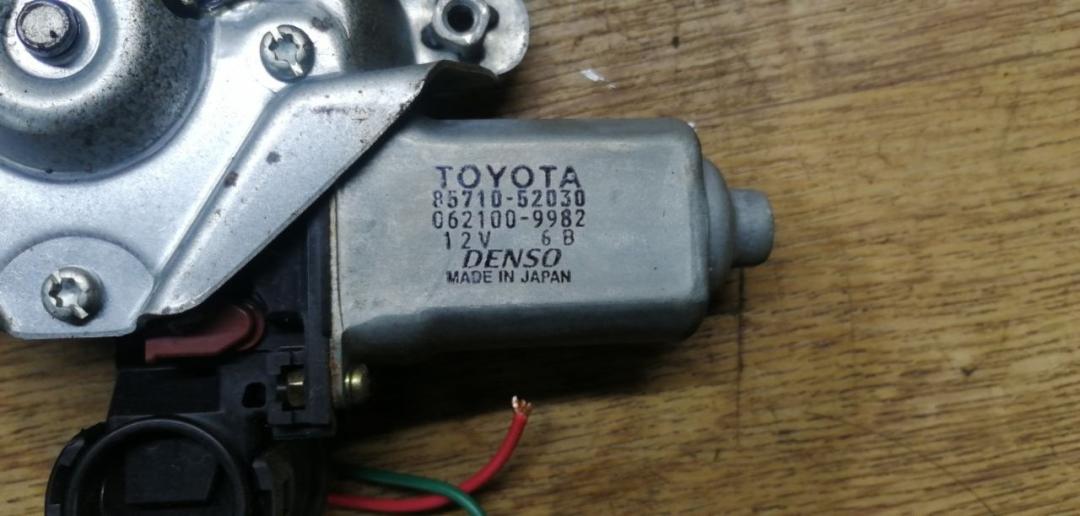 TOYOTA
85710-52030
062100-9982
12V 6B
DENSO
MADE IN JAPAN